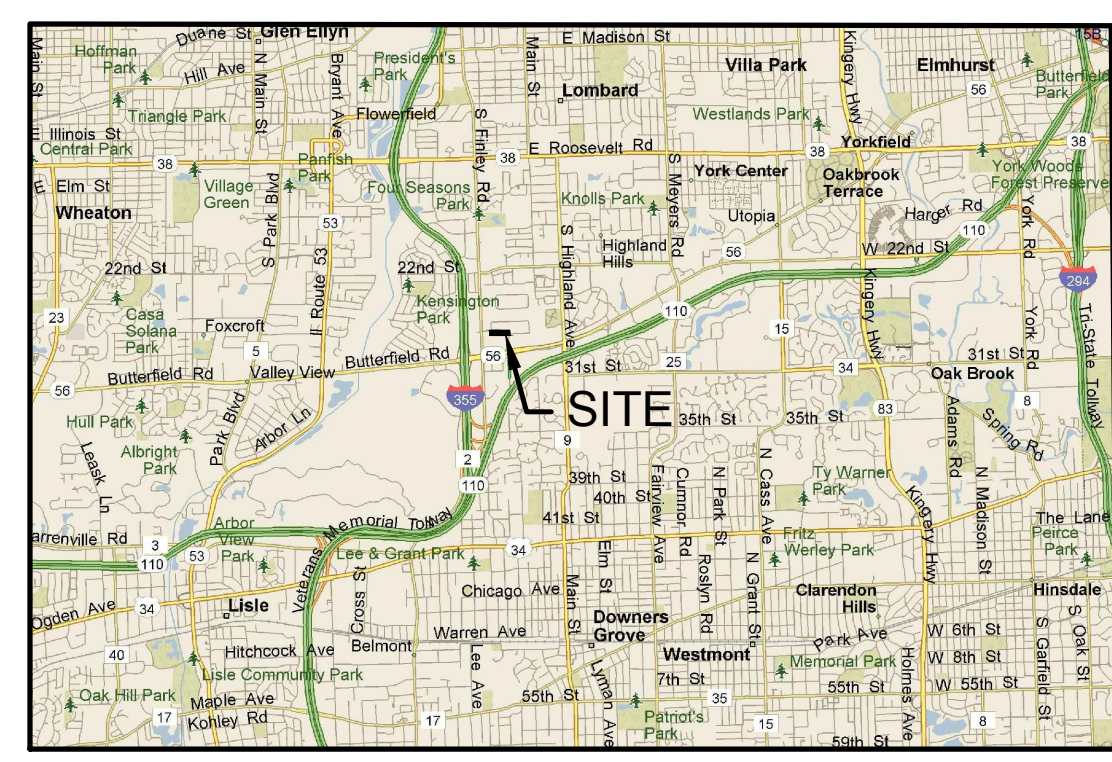 Main St
Hoffman
Park
Duane St
Glen Ellyn
Hill Ave
N Main St
Bryant Ave
President's
Park
Flowerfield
Triangle Park
E Illinois St
Central Park
38
Panfish
Park
E Elm St
Village
Green
Wheaton
S Park Blvd
53
Il Route 53
22nd St
Casa
Solana
Park
23
Foxcroft
5
Butterfield Rd
Valley View
Butterfield Rd
56
Hull Park
Park Blvd
Arbor Ln
Albright
Park
Leask Ln
Main St
E Madison St
Lombard
S Finley Rd
38
E Roosevelt Rd
Four Seasons
Park
Knolls Park
S Meyers Rd
Highland
Hills
S Highland Ave
22nd St
Kensington
Park
56
SITE
355
110
31st St
25
35th St
35th St
9
2
110
Villa Park
Westlands Park
Kingery Hwy
Elmhurst
15B
Butterfield
Park
56
38
Yorkfield
38
York Center
Oakbrook
Terrace
York Woods
Forest Preserve
Utopia
56
Harger Rd
110
York Rd
W 22nd St
294
Kingery Hwy
15
34
31st St
York Rd
Tri-State Tollway
Oak Brook
8
83
Adams Rd
Spring Rd
39th St
40th St
41st St
Fairview Ave
Cumnor Rd
N Park St
N Cass Ave
Ty Warner
Park
Kingery Hwy
N Madison St
The Lane
Peirce
Park
arrenville Rd
3
110
53
Arbor
View
Park
Veterans Memorial Tollway
Lee & Grant Park
34
Fritz
Werley Park
Ogden Ave
34
Lisle
Cross St
Chicago Ave
Main St
Elm St
Roslyn Rd
N Grant St
Clarendon
Hills
Hinsdale
Downers
Grove
Warren Ave
Belmont
Hitchcock Ave
40
Lisle Community Park
Lee Ave
Lyman Ave
Westmont
Park Ave
W 6th St
W 8th St
W 55th St
S Garfield St
S Oak St
Memorial Park
Holmes Ave
7th St
35
55th St
55th St
Oak Hill Park
Maple Ave
Kohley Rd
17
17
Patriot's
Park
15
8
59th St